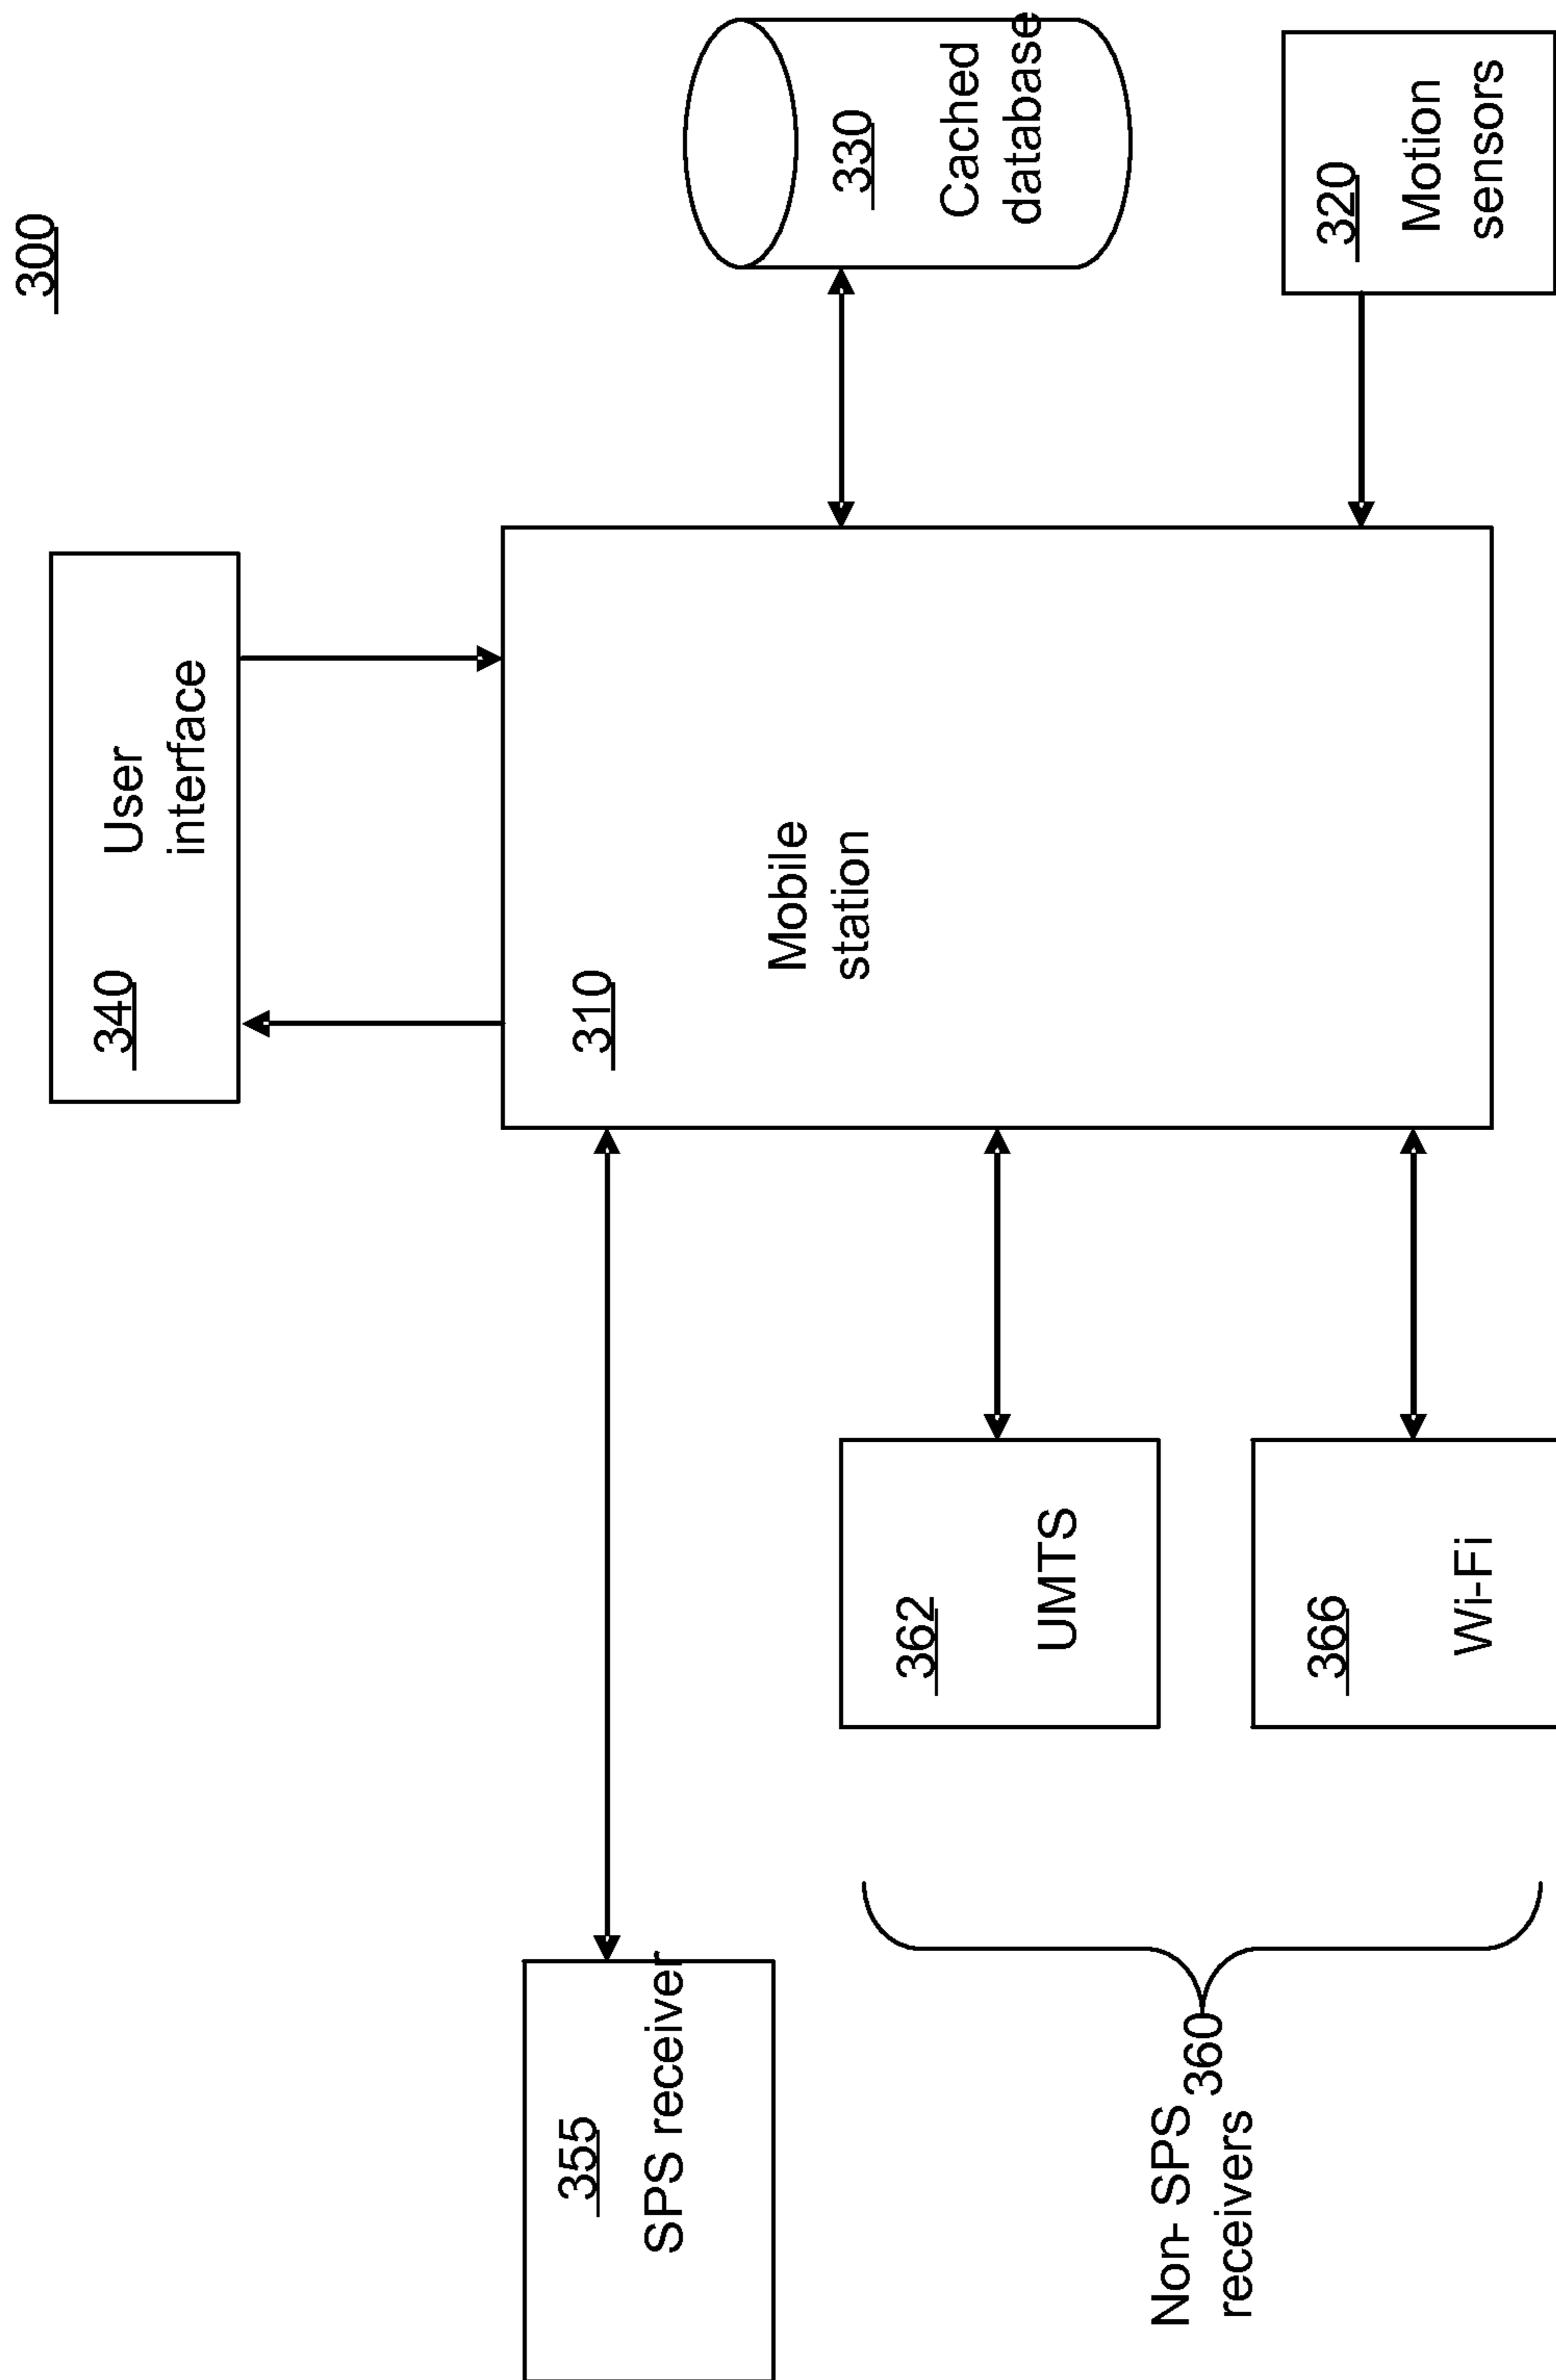 300
340
User
interface
355
SPS receiver
310
Mobile
station
330
Cached
database
362
UMTS
Non- SPS 360
receivers
366
Wi-Fi
320
Motion
sensors